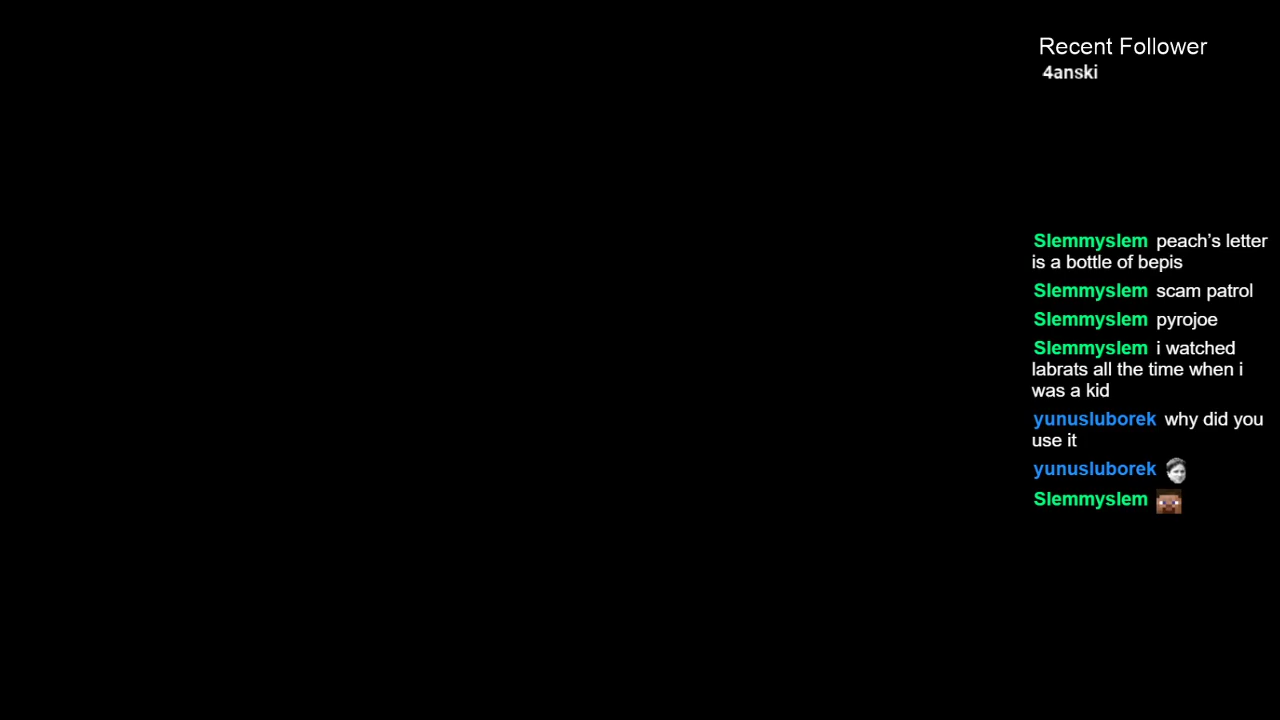 Recent Follower
4anski
Slemmyslem peach's letter
is a bottle of bepis
Slemmyslem scam patrol
Slemmyslem pyrojoe
Slemmyslem i watched
labrats all the time when i
was a kid
yunusluborek why did you
use it
yunusluborek
Slemmyslem